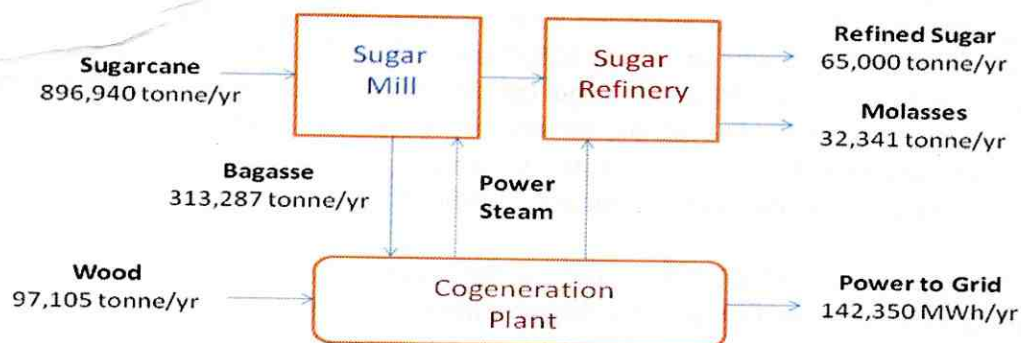 Sugarcane
896,940 tonne/yr
Sugar
Mill
Sugar
Refinery
Refined Sugar
65,000 tonne/yr
Molasses
32,341 tonne/yr
Bagasse
313,287 tonne/yr
Power
Steam
Wood
97,105 tonne/yr
Cogeneration
Plant
Power to Grid
142,350 MWh/yr